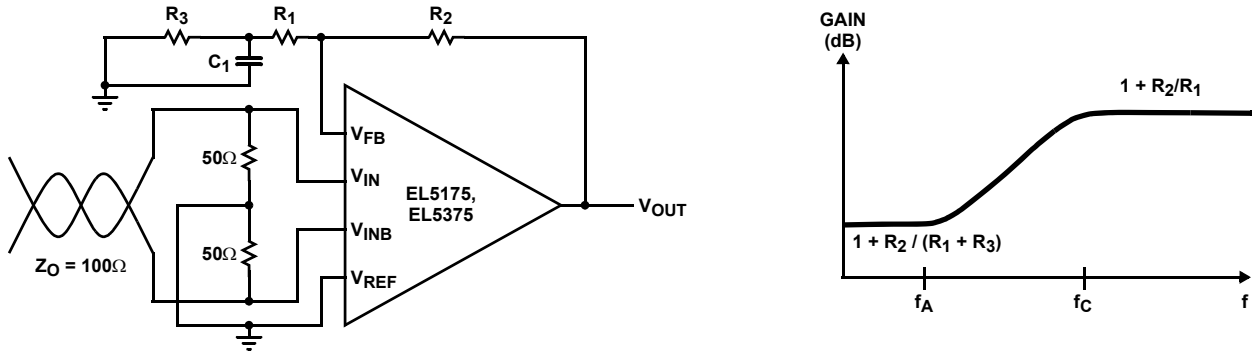 R3
R1
R2
C1
VFB
50Ω
VIN
EL5175,
EL5375
VOUT
VINB
50Ω
ZO = 100Ω
VREF
GAIN
(dB)
1 + R2/R1
1 + R2 / (R1 + R3)
fA
fC
f